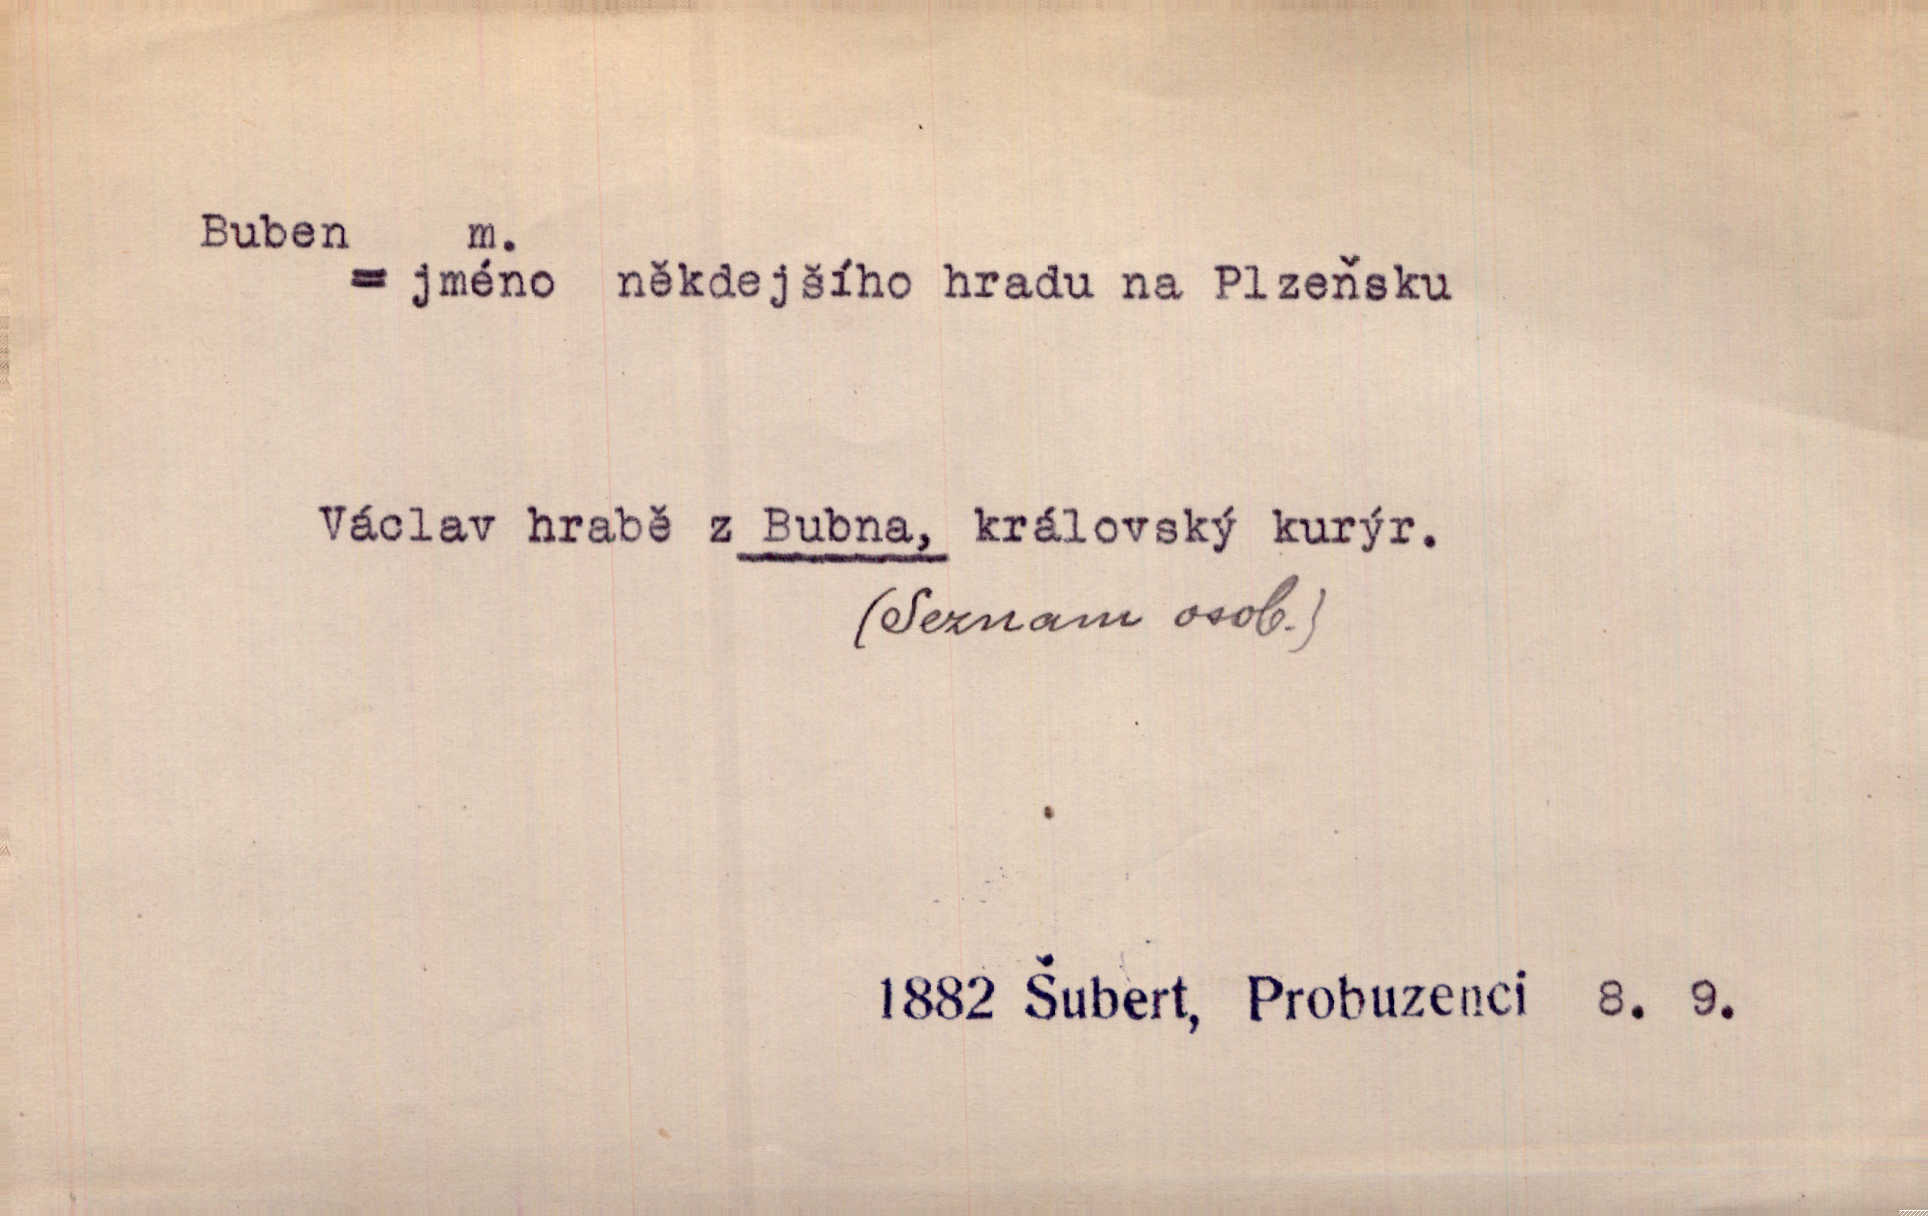 Buben m.
= jméno někdejšího hradu na Plzeňsku
Václav hrabě z Bubna, královský kurýr.
(Seznam osob.)
1882 Šubert, Probuzenci 8. 9.